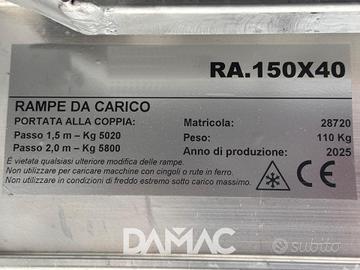 RA.150X40
RAMPE DA CARICO
PORTATA ALLA COPPIA:
Passo 1,5 m – Kg 5020
Passo 2,0 m – Kg 5800
Matricola: 28720
Peso: 110 Kg
Anno di produzione: 2025
È vietata qualsiasi ulteriore modifica delle rampe.
Non utilizzare per caricare macchine con cingoli o ruote in ferro.
Non utilizzare in condizioni di freddo estremo sotto carico massimo.
CE
DAMAC
subito